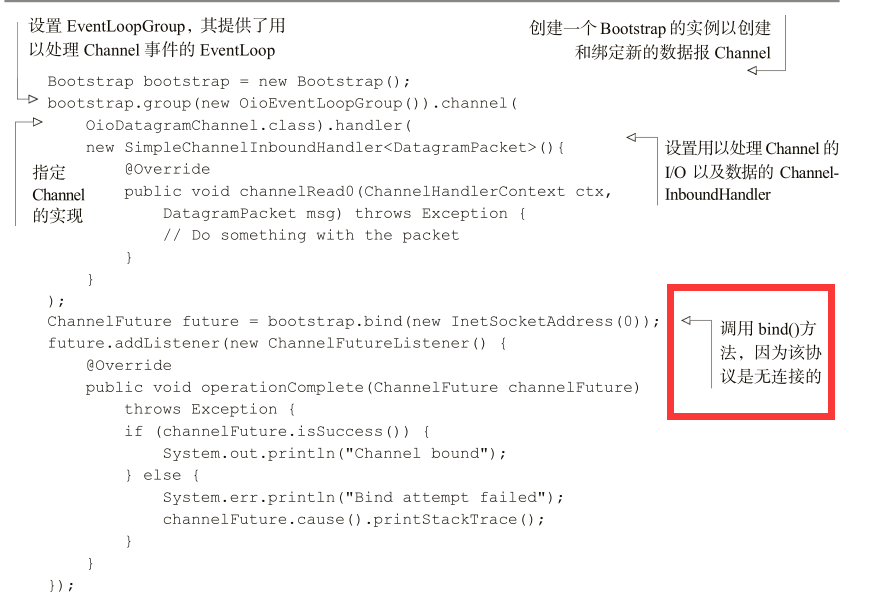 设置 EventLoopGroup，其提供了用
以处理 Channel 事件的 EventLoop
创建一个 Bootstrap 的实例以创建
和绑定新的数据报 Channel
Bootstrap bootstrap = new Bootstrap();
bootstrap.group(new OioEventLoopGroup()).channel(
OioDatagramChannel.class).handler(
new SimpleChannelInboundHandler<DatagramPacket>(){
@Override
public void channelRead0(ChannelHandlerContext ctx,
DatagramPacket msg) throws Exception {
// Do something with the packet
}
}
);
指定
Channel
的实现
设置用以处理 Channel 的
I/O 以及数据的 Channel-
InboundHandler
ChannelFuture future = bootstrap.bind(new InetSocketAddress(0));
future.addListener(new ChannelFutureListener() {
@Override
public void operationComplete(ChannelFuture channelFuture)
throws Exception {
if (channelFuture.isSuccess()) {
System.out.println("Channel bound");
} else {
System.err.println("Bind attempt failed");
channelFuture.cause().printStackTrace();
}
}
});
调用 bind()方
法，因为该协
议是无连接的